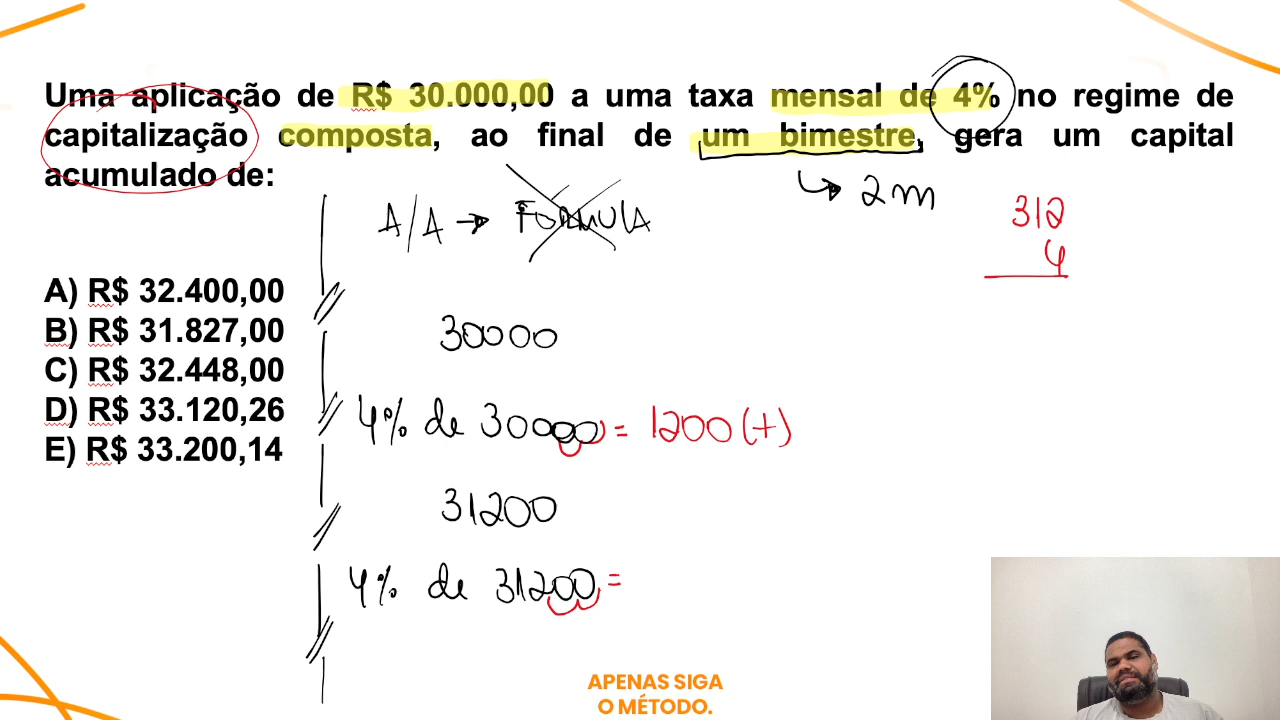 Uma aplicação de R$ 30.000,00 a uma taxa mensal de 4% no regime de
capitalização composta, ao final de um bimestre, gera um capital
acumulado de:
↳ 2m
A/A → FORMULA
312
4
A) R$ 32.400,00
B) R$ 31.827,00
C) R$ 32.448,00
D) R$ 33.120,26
E) R$ 33.200,14
30000
4% de 30000 = 1200 (+)
31200
4% de 31200 =
APENAS SIGA
O MÉTODO.